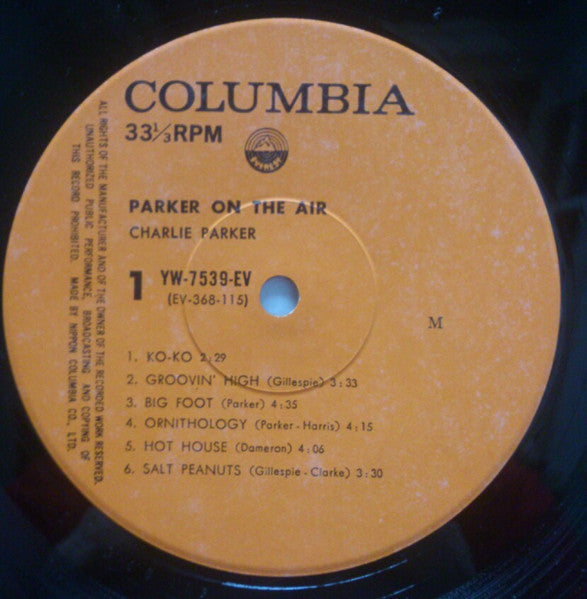 COLUMBIA
33⅓RPM
EVEREST
PARKER ON THE AIR
CHARLIE PARKER
1 YW-7539-EV
(EV-368-115)
M
1. KO-KO 2:29
2. GROOVIN' HIGH (Gillespie) 3:33
3. BIG FOOT (Parker) 4:35
4. ORNITHOLOGY (Parker-Harris) 4:15
5. HOT HOUSE (Dameron) 4:06
6. SALT PEANUTS (Gillespie-Clarke) 3:30
ALL RIGHTS OF THE MANUFACTURER AND OF THE OWNER OF THE RECORDED WORK RESERVED.
UNAUTHORIZED PUBLIC PERFORMANCE, BROADCASTING AND COPYING OF
THIS RECORD PROHIBITED. MADE BY NIPPON COLUMBIA CO., LTD.